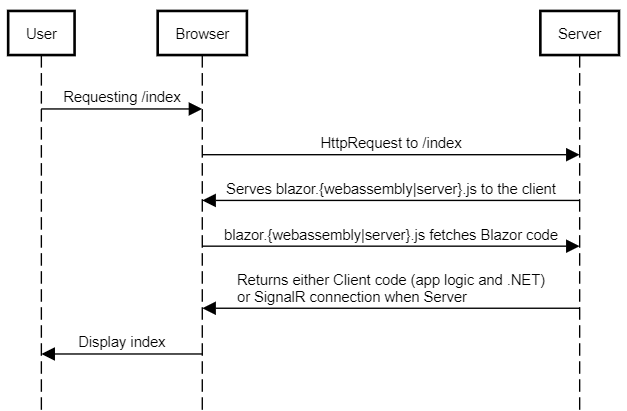 User
Browser
Server
Requesting /index
HttpRequest to /index
Serves blazor.{webassembly|server}.js to the client
blazor.{webassembly|server}.js fetches Blazor code
Returns either Client code (app logic and .NET)
or SignalR connection when Server
Display index